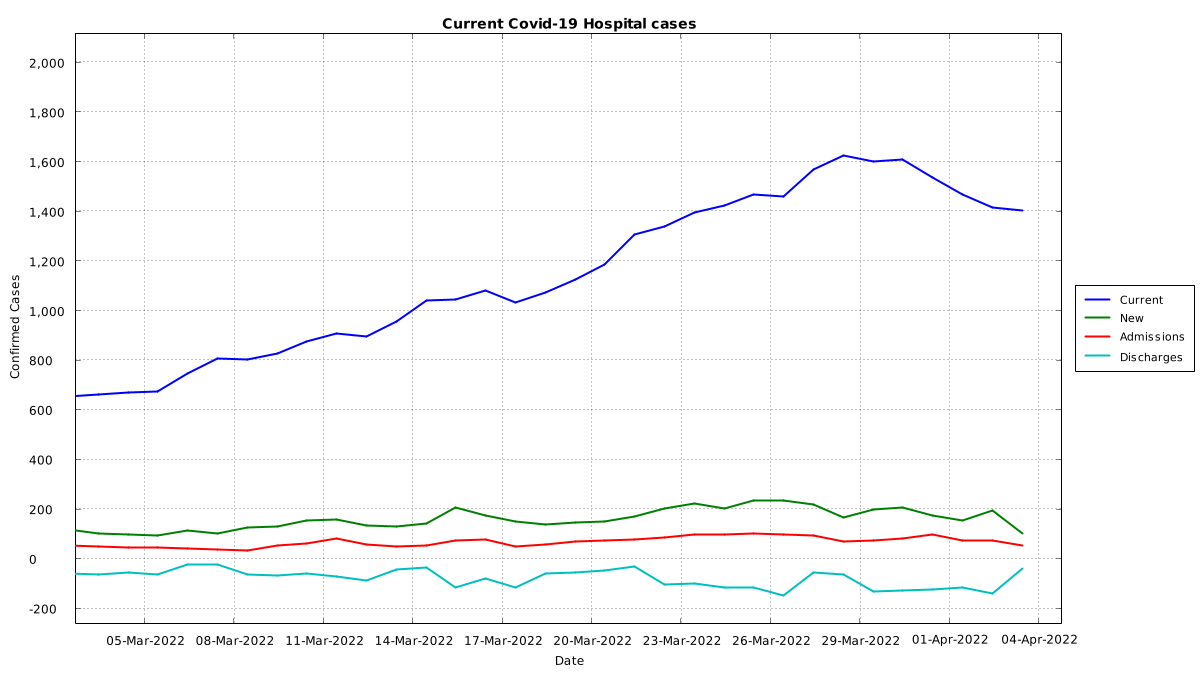 Current Covid-19 Hospital cases
2,000
1,800
1,600
1,400
1,200
1,000
800
600
400
200
0
-200
Confirmed Cases
05-Mar-2022 08-Mar-2022 11-Mar-2022 14-Mar-2022 17-Mar-2022 20-Mar-2022 23-Mar-2022 26-Mar-2022 29-Mar-2022 01-Apr-2022 04-Apr-2022
Date
Current
New
Admissions
Discharges